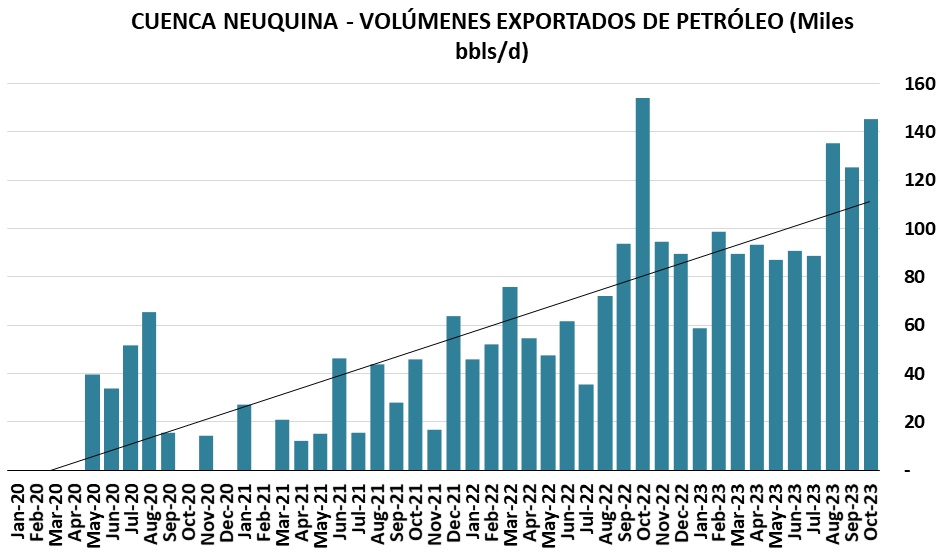 CUENCA NEUQUINA - VOLÚMENES EXPORTADOS DE PETRÓLEO (Miles
bbls/d)
160
140
120
100
80
60
40
20
-
Jan-20
Feb-20
Mar-20
Apr-20
May-20
Jun-20
Jul-20
Aug-20
Sep-20
Oct-20
Nov-20
Dec-20
Jan-21
Feb-21
Mar-21
Apr-21
May-21
Jun-21
Jul-21
Aug-21
Sep-21
Oct-21
Nov-21
Dec-21
Jan-22
Feb-22
Mar-22
Apr-22
May-22
Jun-22
Jul-22
Aug-22
Sep-22
Oct-22
Nov-22
Dec-22
Jan-23
Feb-23
Mar-23
Apr-23
May-23
Jun-23
Jul-23
Aug-23
Sep-23
Oct-23